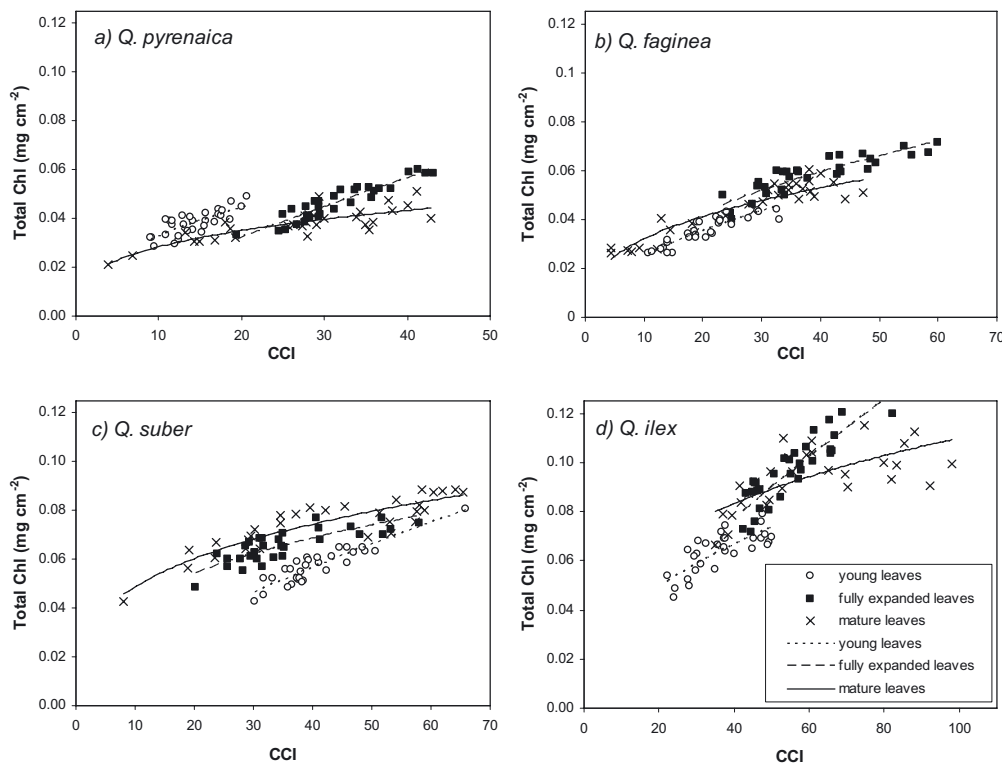 a) Q. pyrenaica
Total Chl (mg cm-2)
0.12
0.10
0.08
0.06
0.04
0.02
0.00
0 10 20 30 40 50
CCI
b) Q. faginea
Total Chl (mg cm-2)
0.12
0.1
0.08
0.06
0.04
0.02
0
0 10 20 30 40 50 60 70
CCI
c) Q. suber
Total Chl (mg cm-2)
0.12
0.10
0.08
0.06
0.04
0.02
0.00
0 10 20 30 40 50 60 70
CCI
d) Q. ilex
Total Chl (mg cm-2)
0.12
0.10
0.08
0.06
0.04
0.02
0.00
0 20 40 60 80 100
CCI
young leaves
fully expanded leaves
mature leaves
young leaves
fully expanded leaves
mature leaves